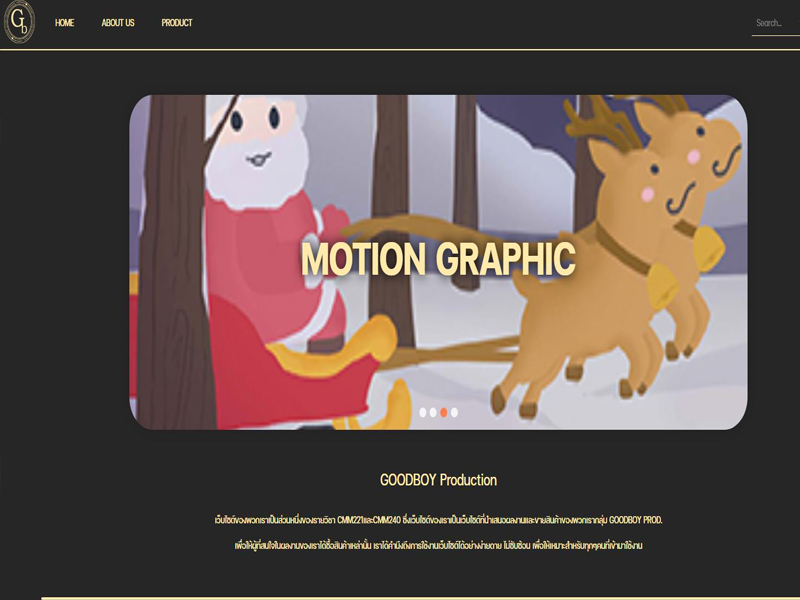 GD
HOME ABOUT US PRODUCT Search...
MOTION GRAPHIC
GOODBOY Production
เว็บไซต์ของพวกเราเป็นส่วนหนึ่งของรายวิชา CMM221และCMM240 ซึ่งเว็บไซต์ของเราเป็นเว็บไซต์ที่นำเสนอผลงานและขายสินค้าของพวกเรากลุ่ม GOODBOY PROD.
เพื่อให้ผู้ที่สนใจในผลงานของเราได้ซื้อสินค้าเหล่านั้น เราได้คำนึงถึงการใช้งานเว็บไซต์ได้อย่างง่ายดาย ไม่ซับซ้อน เพื่อให้เหมาะสำหรับทุกๆคนที่เข้ามาใช้งาน